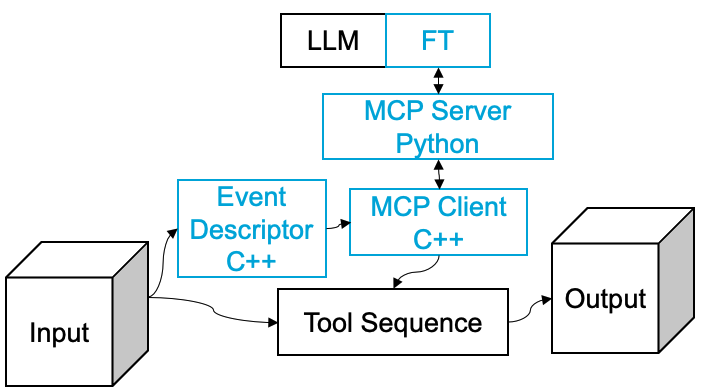 LLM
FT
MCP Server
Python
Event
Descriptor
C++
MCP Client
C++
Input
Tool Sequence
Output